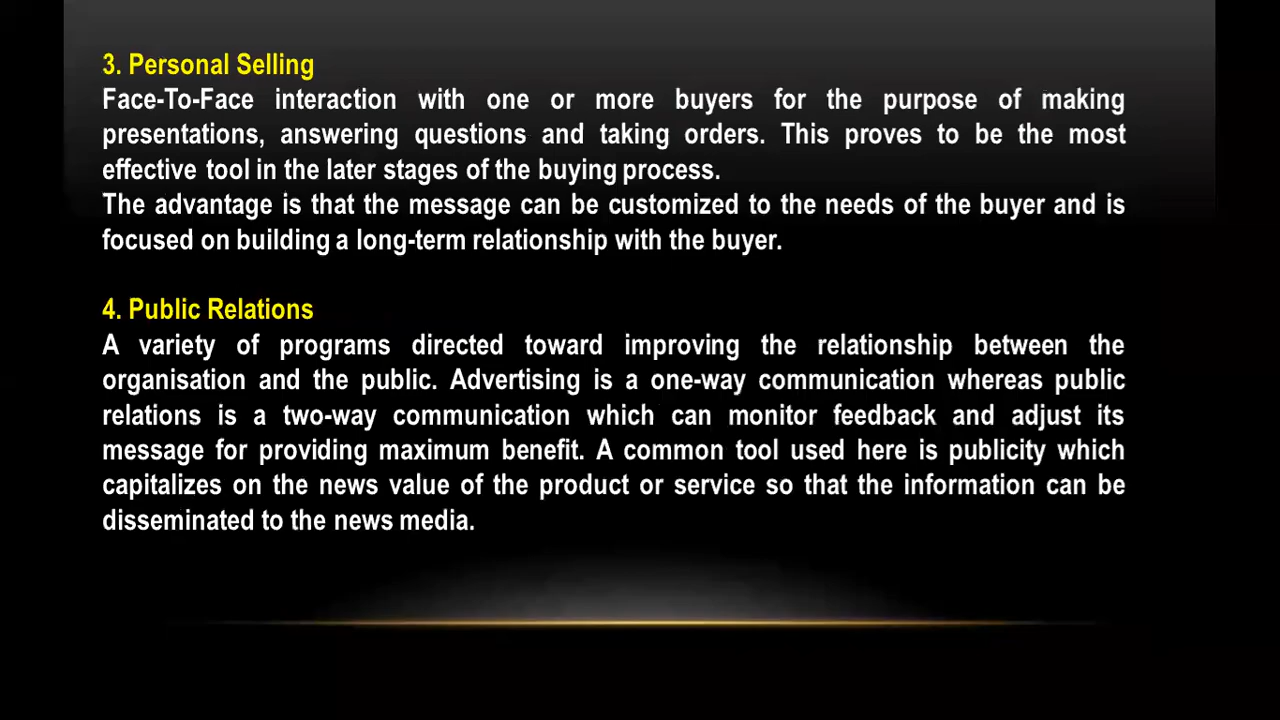 3. Personal Selling
Face-To-Face interaction with one or more buyers for the purpose of making
presentations, answering questions and taking orders. This proves to be the most
effective tool in the later stages of the buying process.
The advantage is that the message can be customized to the needs of the buyer and is
focused on building a long-term relationship with the buyer.
4. Public Relations
A variety of programs directed toward improving the relationship between the
organisation and the public. Advertising is a one-way communication whereas public
relations is a two-way communication which can monitor feedback and adjust its
message for providing maximum benefit. A common tool used here is publicity which
capitalizes on the news value of the product or service so that the information can be
disseminated to the news media.